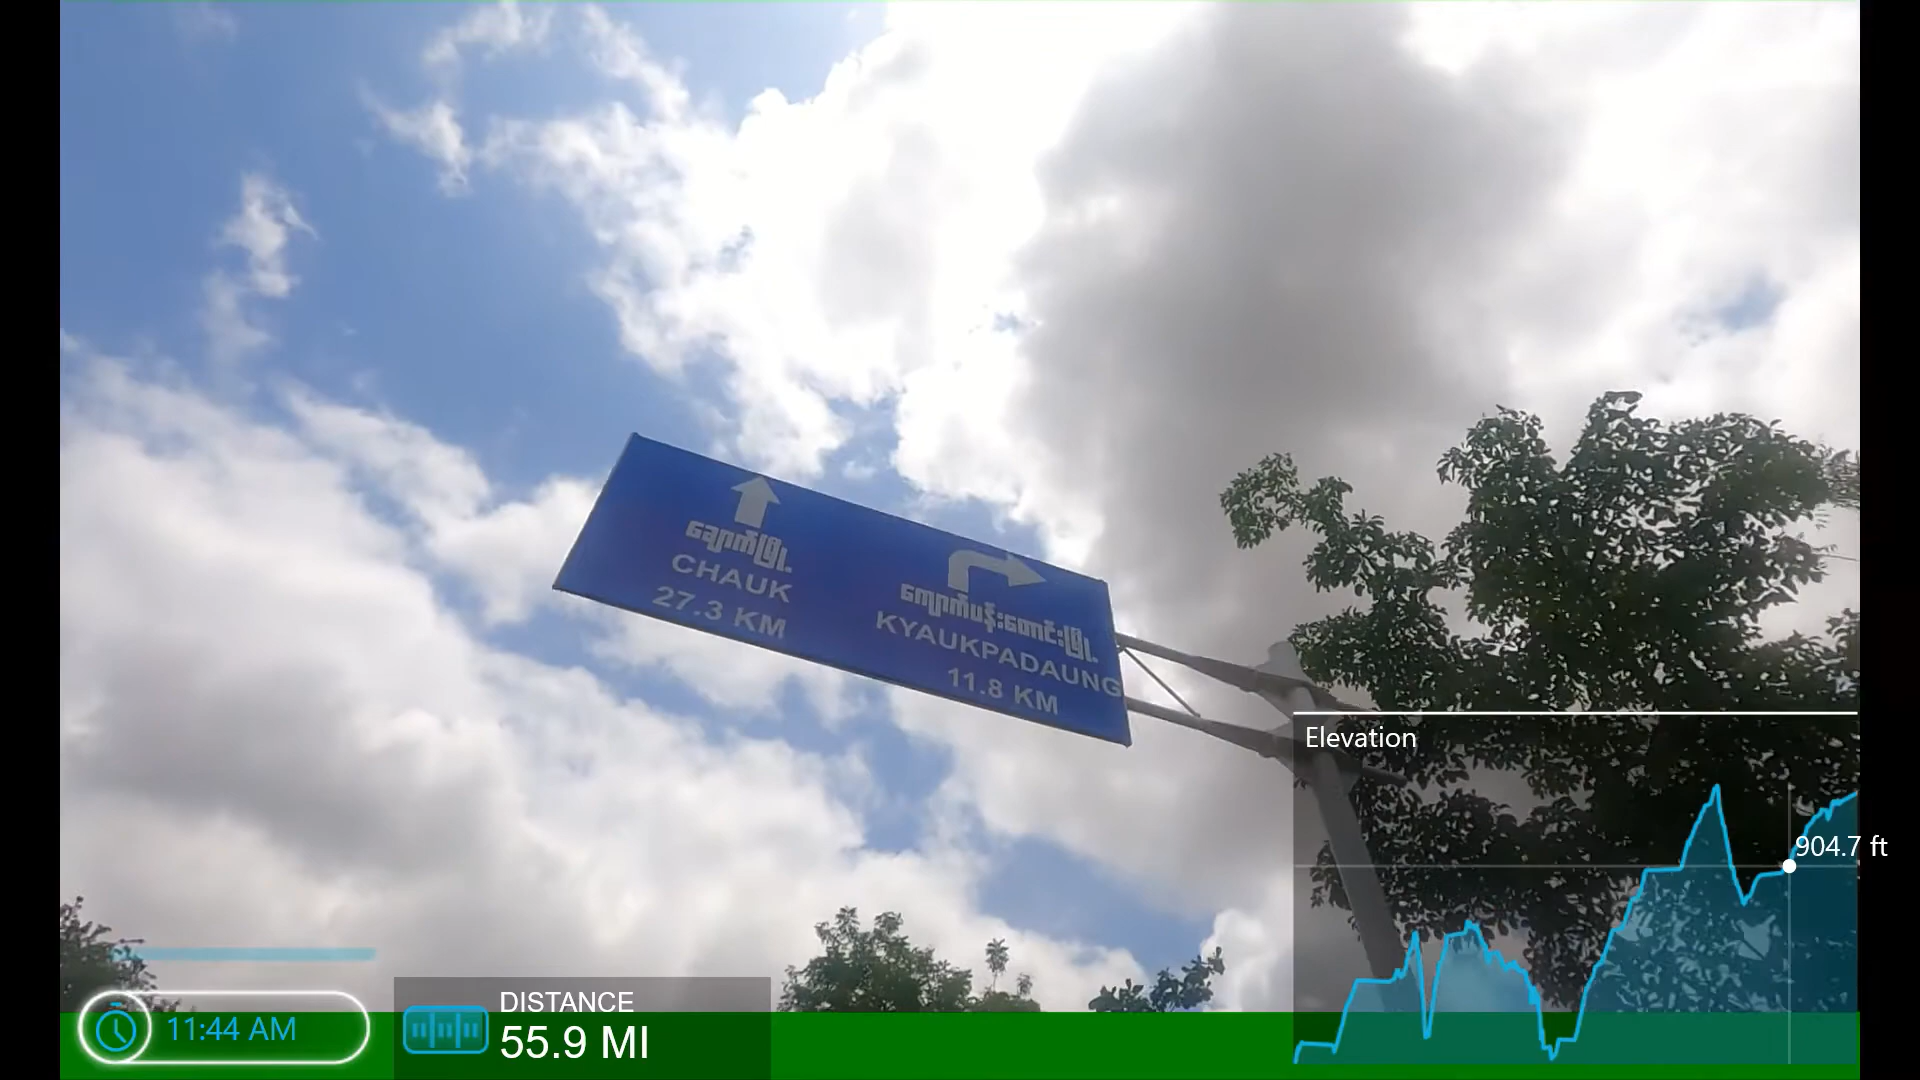 ချောက်မြို့
CHAUK
27.3 KM
ကျောက်ပန်းတောင်းမြို့
KYAUKPADAUNG
11.8 KM
Elevation
904.7 ft
11:44 AM
DISTANCE
55.9 MI